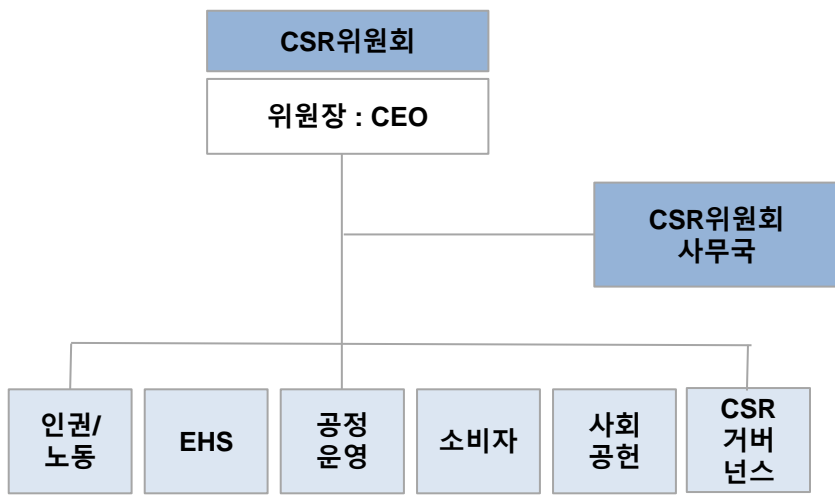 CSR위원회
위원장 : CEO
CSR위원회
사무국
인권/
노동
EHS
공정
운영
소비자
사회
공헌
CSR
거버
넌스